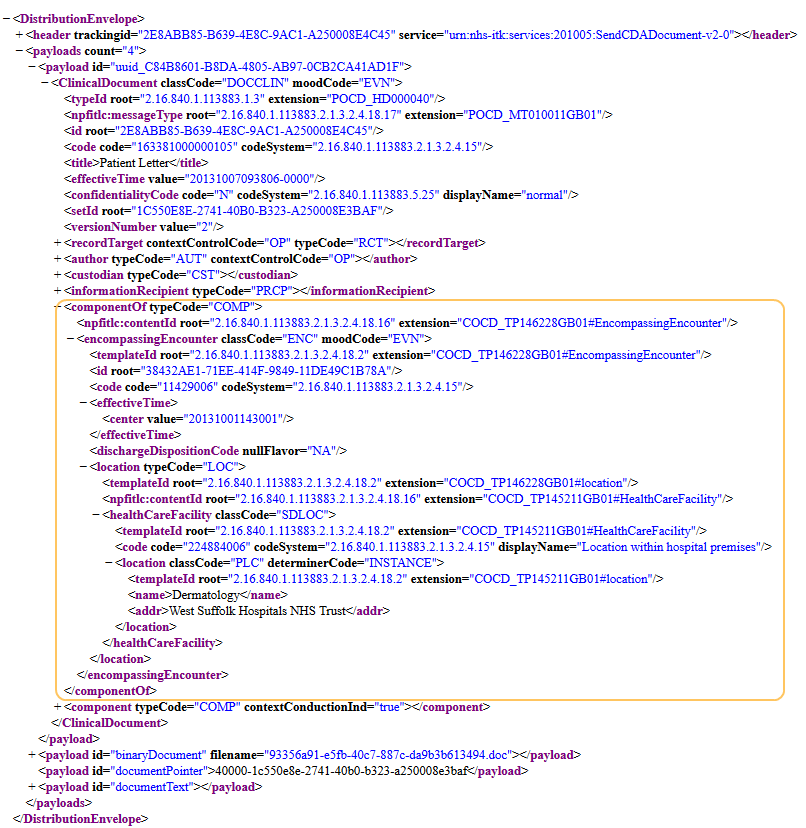 − <DistributionEnvelope>
+ <header trackingid="2E8ABB85-B639-4E8C-9AC1-A250008E4C45" service="urn:nhs-itk:services:201005:SendCDADocument-v2-0"></header>
− <payloads count="4">
− <payload id="uuid_C84B8601-B8DA-4805-AB97-0CB2CA41AD1F">
− <ClinicalDocument classCode="DOCCLIN" moodCode="EVN">
<typeId root="2.16.840.1.113883.1.3" extension="POCD_HD000040"/>
<npfitlc:messageType root="2.16.840.1.113883.2.1.3.2.4.18.17" extension="POCD_MT010011GB01"/>
<id root="2E8ABB85-B639-4E8C-9AC1-A250008E4C45"/>
<code code="163381000000105" codeSystem="2.16.840.1.113883.2.1.3.2.4.15"/>
<title>Patient Letter</title>
<effectiveTime value="20131007093806-0000"/>
<confidentialityCode code="N" codeSystem="2.16.840.1.113883.5.25" displayName="normal"/>
<setId root="1C550E8E-2741-40B0-B323-A250008E3BAF"/>
<versionNumber value="2"/>
+ <recordTarget contextControlCode="OP" typeCode="RCT"></recordTarget>
+ <author typeCode="AUT" contextControlCode="OP"></author>
+ <custodian typeCode="CST"></custodian>
+ <informationRecipient typeCode="PRCP"></informationRecipient>
− <componentOf typeCode="COMP">
<npfitlc:contentId root="2.16.840.1.113883.2.1.3.2.4.18.16" extension="COCD_TP146228GB01#EncompassingEncounter"/>
− <encompassingEncounter classCode="ENC" moodCode="EVN">
<templateId root="2.16.840.1.113883.2.1.3.2.4.18.2" extension="COCD_TP146228GB01#EncompassingEncounter"/>
<id root="38432AE1-71EE-414F-9849-11DE49C1B78A"/>
<code code="11429006" codeSystem="2.16.840.1.113883.2.1.3.2.4.15"/>
− <effectiveTime>
<center value="20131001143001"/>
</effectiveTime>
<dischargeDispositionCode nullFlavor="NA"/>
− <location typeCode="LOC">
<templateId root="2.16.840.1.113883.2.1.3.2.4.18.2" extension="COCD_TP146228GB01#location"/>
<npfitlc:contentId root="2.16.840.1.113883.2.1.3.2.4.18.16" extension="COCD_TP145211GB01#HealthCareFacility"/>
− <healthCareFacility classCode="SDLOC">
<templateId root="2.16.840.1.113883.2.1.3.2.4.18.2" extension="COCD_TP145211GB01#HealthCareFacility"/>
<code code="224884006" codeSystem="2.16.840.1.113883.2.1.3.2.4.15" displayName="Location within hospital premises"/>
− <location classCode="PLC" determinerCode="INSTANCE">
<templateId root="2.16.840.1.113883.2.1.3.2.4.18.2" extension="COCD_TP145211GB01#location"/>
<name>Dermatology</name>
<addr>West Suffolk Hospitals NHS Trust</addr>
</location>
</healthCareFacility>
</location>
</encompassingEncounter>
</componentOf>
+ <component typeCode="COMP" contextConductionInd="true"></component>
</ClinicalDocument>
</payload>
+ <payload id="binaryDocument" filename="93356a91-e5fb-40c7-887c-da9b3b613494.doc"></payload>
<payload id="documentPointer">40000-1c550e8e-2741-40b0-b323-a250008e3baf</payload>
+ <payload id="documentText"></payload>
</payloads>
</DistributionEnvelope>